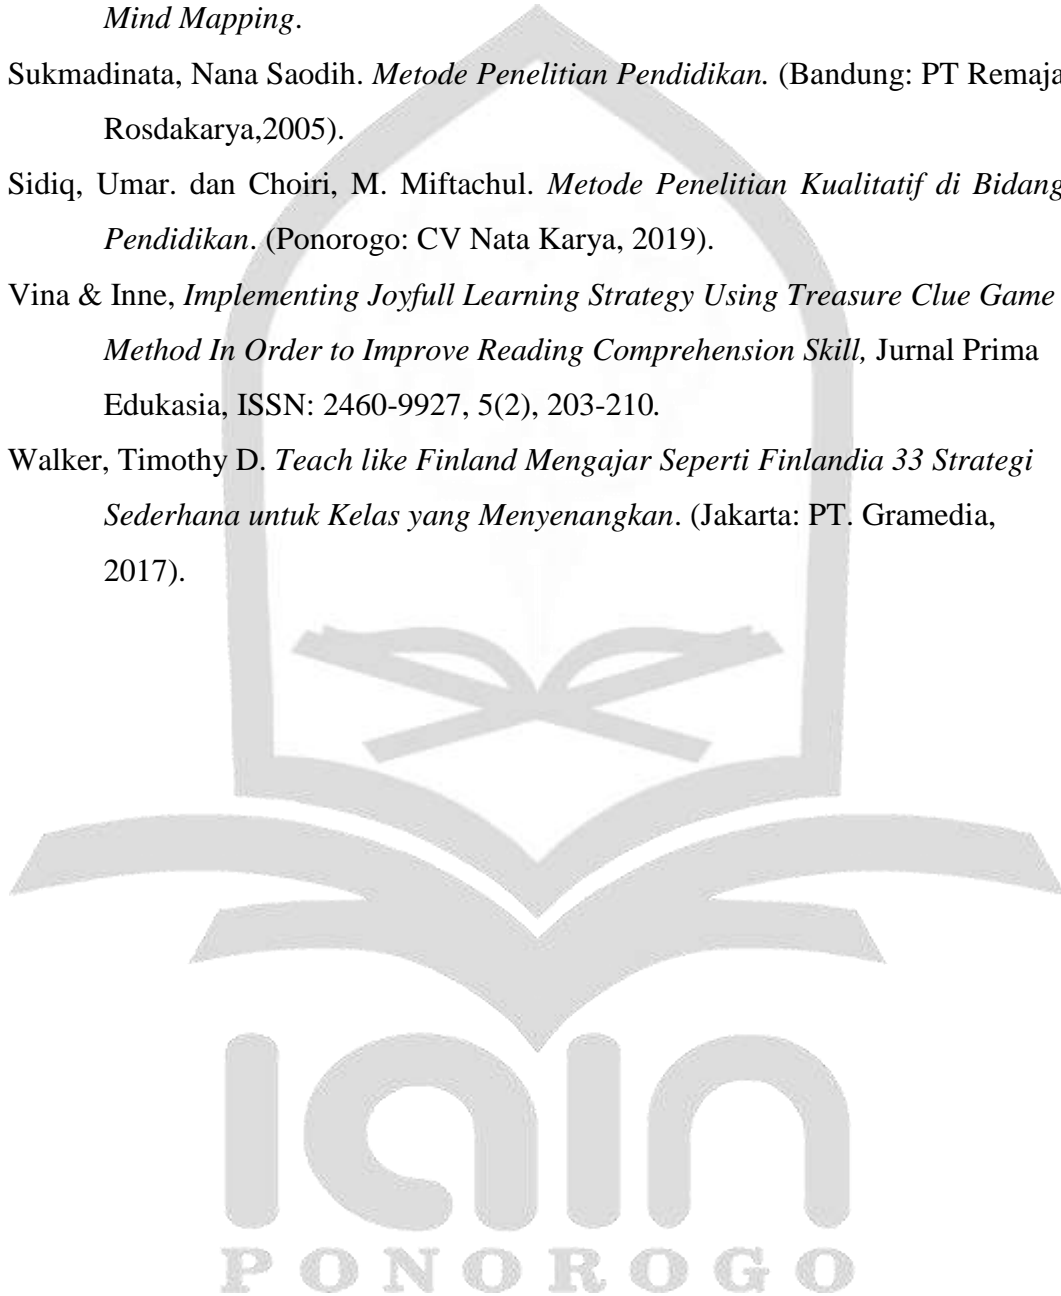 Mind Mapping.
Sukmadinata, Nana Saodih. Metode Penelitian Pendidikan. (Bandung: PT Remaja
Rosdakarya,2005).
Sidiq, Umar. dan Choiri, M. Miftachul. Metode Penelitian Kualitatif di Bidang
Pendidikan. (Ponorogo: CV Nata Karya, 2019).
Vina & Inne, Implementing Joyfull Learning Strategy Using Treasure Clue Game
Method In Order to Improve Reading Comprehension Skill, Jurnal Prima
Edukasia, ISSN: 2460-9927, 5(2), 203-210.
Walker, Timothy D. Teach like Finland Mengajar Seperti Finlandia 33 Strategi
Sederhana untuk Kelas yang Menyenangkan. (Jakarta: PT. Gramedia,
2017).
IAIN
PONOROGO